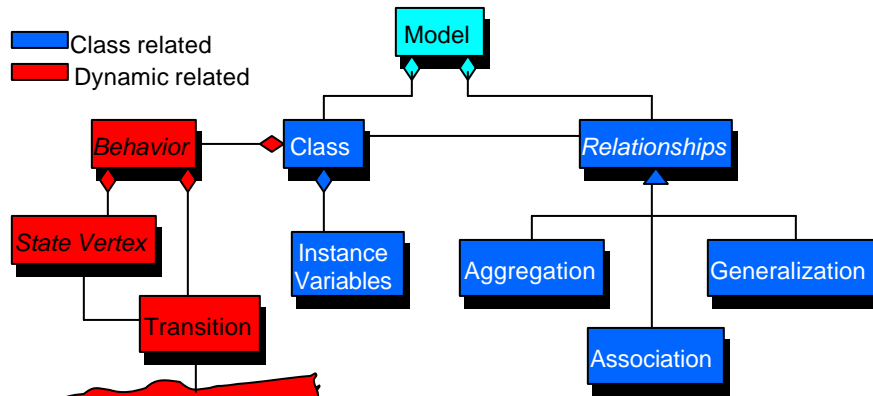 Model
Class related
Dynamic related
Behavior
Class
Relationships
State Vertex
Instance
Variables
Aggregation
Generalization
Transition
Association